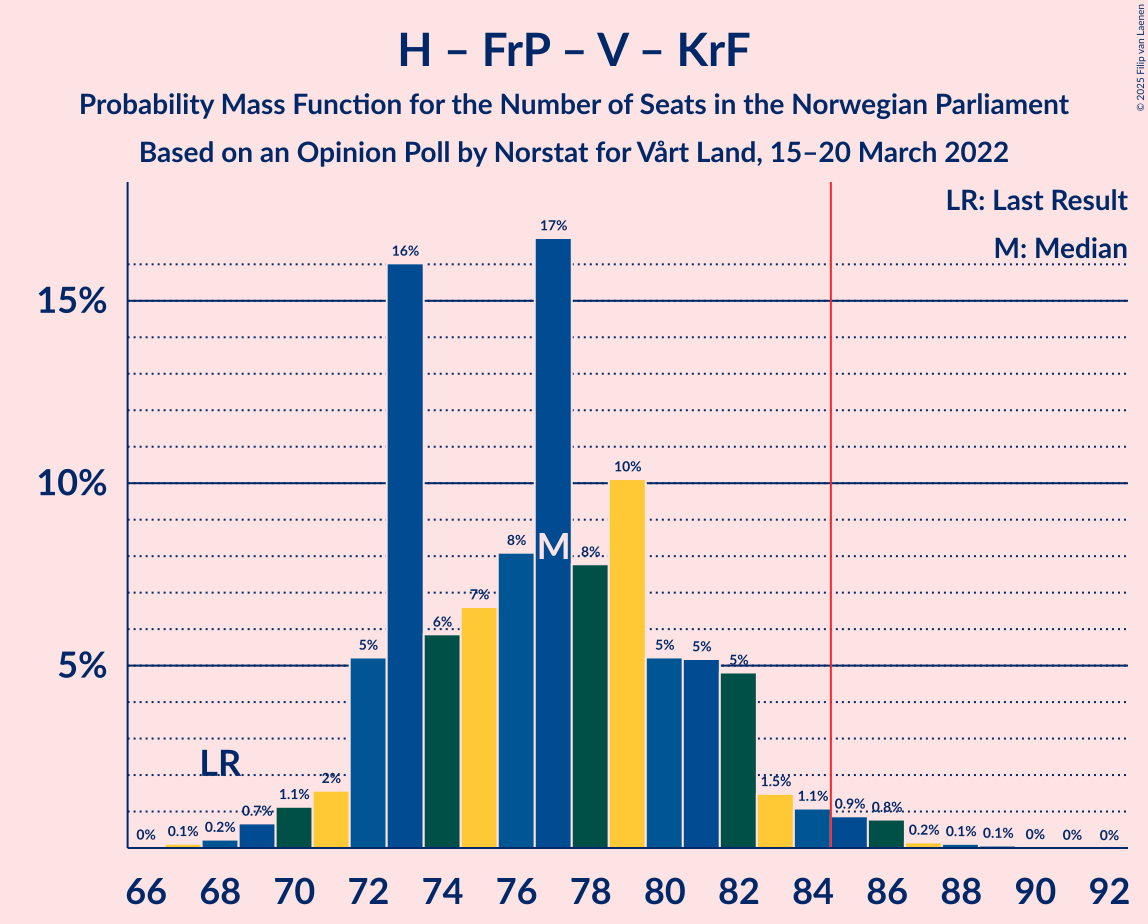 H – FrP – V – KrF
Probability Mass Function for the Number of Seats in the Norwegian Parliament
Based on an Opinion Poll by Norstat for Vårt Land, 15–20 March 2022
© 2025 Filip van Laenen
LR: Last Result
M: Median
15%
10%
5%
0% 0.1% 0.2% 0.7% 1.1% 2% 5% 16% 6% 7% 8% 17% 8% 10% 5% 5% 5% 1.5% 1.1% 0.9% 0.8% 0.2% 0.1% 0.1% 0% 0% 0%
LR
M
66 68 70 72 74 76 78 80 82 84 86 88 90 92